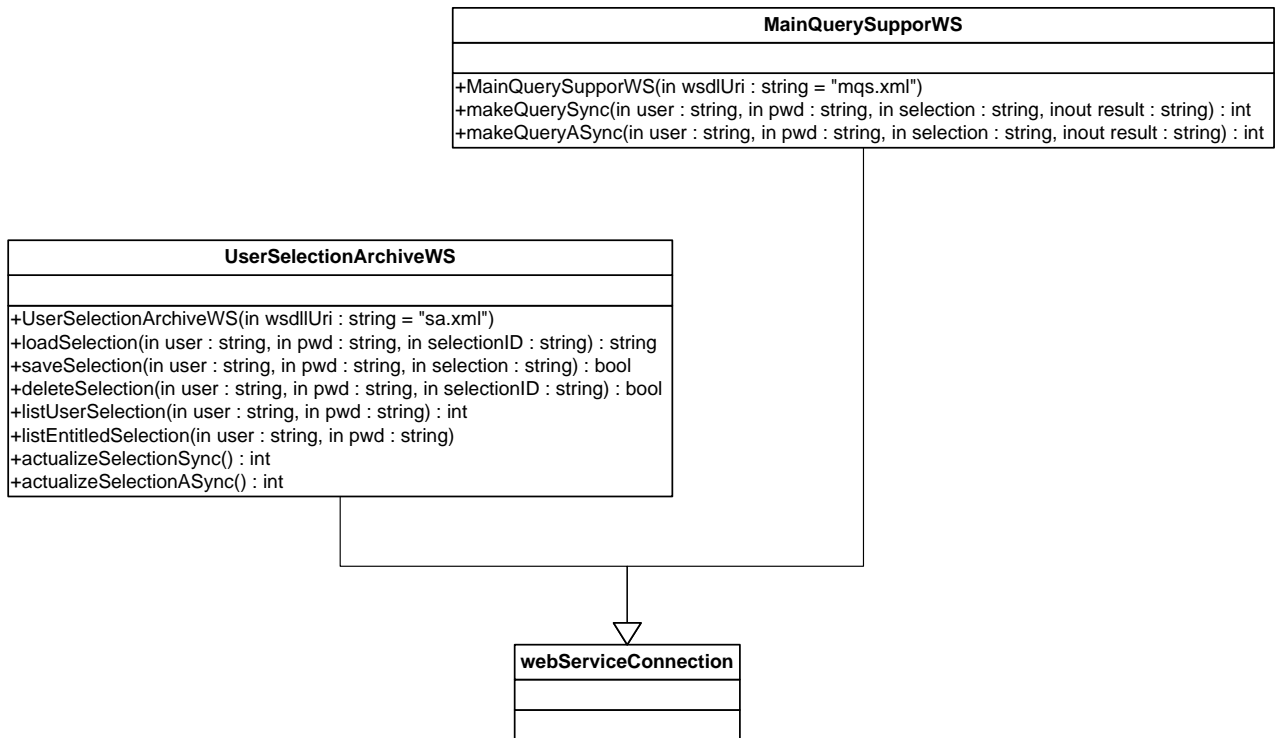 MainQuerySupporWS
+MainQuerySupporWS(in wsdlUri : string = "mqs.xml")
+makeQuerySync(in user : string, in pwd : string, in selection : string, inout result : string) : int
+makeQueryASync(in user : string, in pwd : string, in selection : string, inout result : string) : int
UserSelectionArchiveWS
+UserSelectionArchiveWS(in wsdlIUri : string = "sa.xml")
+loadSelection(in user : string, in pwd : string, in selectionID : string) : string
+saveSelection(in user : string, in pwd : string, in selection : string) : bool
+deleteSelection(in user : string, in pwd : string, in selectionID : string) : bool
+listUserSelection(in user : string, in pwd : string) : int
+listEntitledSelection(in user : string, in pwd : string)
+actualizeSelectionSync() : int
+actualizeSelectionASync() : int
webServiceConnection